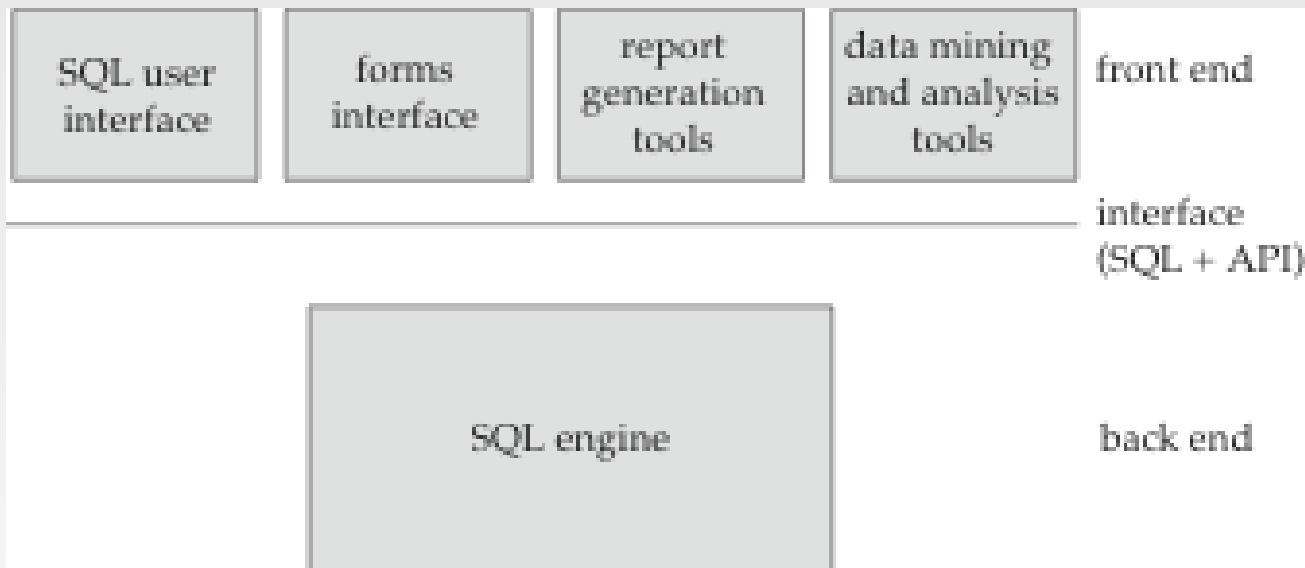 SQL user
interface
forms
interface
report
generation
tools
data mining
and analysis
tools
front end
interface
(SQL + API)
SQL engine
back end